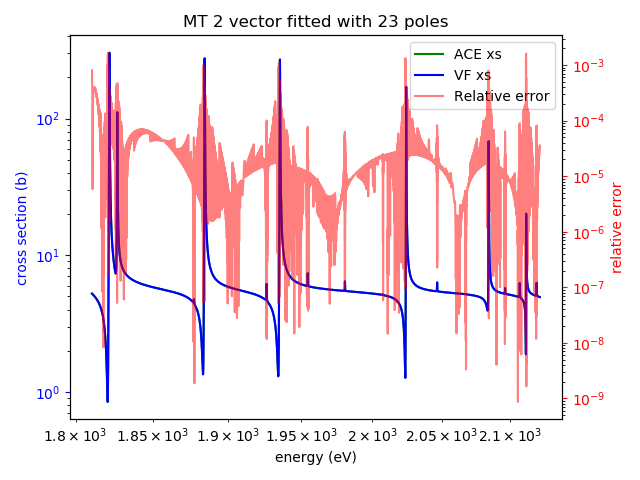 MT 2 vector fitted with 23 poles
ACE xs
VF xs
Relative error
cross section (b)
10²
10¹
10⁰
10⁻³
10⁻⁴
10⁻⁵
10⁻⁶
10⁻⁷
10⁻⁸
10⁻⁹
relative error
1.8 × 10³ 1.85 × 10³ 1.9 × 10³ 1.95 × 10³ 2 × 10³ 2.05 × 10³ 2.1 × 10³
energy (eV)